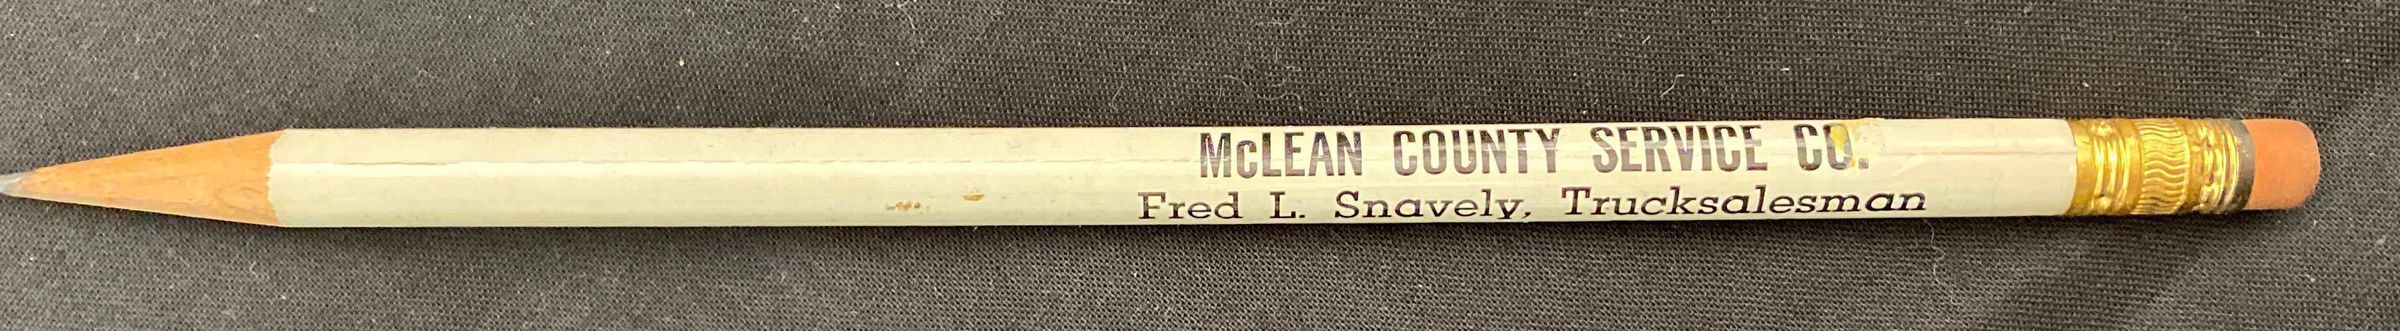 McLEAN COUNTY SERVICE CO.
Fred L. Snavely, Trucksalesman